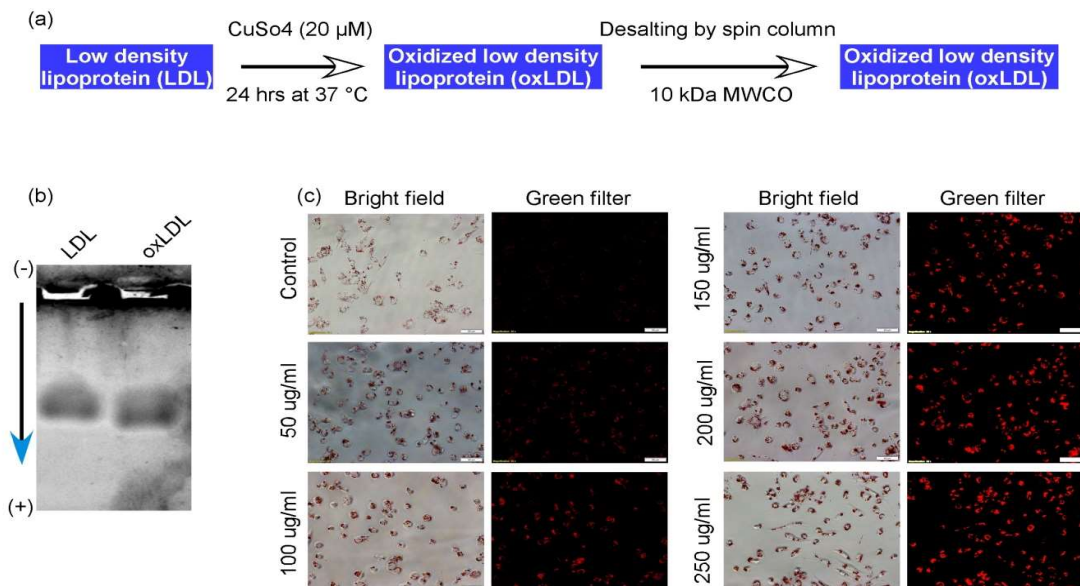 (a)
Low density
lipoprotein (LDL)
CuSo4 (20 µM)
24 hrs at 37 °C
Oxidized low density
lipoprotein (oxLDL)
Desalting by spin column
10 kDa MWCO
Oxidized low density
lipoprotein (oxLDL)
(b)
LDL
oxLDL
(-)
(+)
(c)
Bright field
Green filter
Control
50 ug/ml
100 ug/ml
Bright field
Green filter
150 ug/ml
200 ug/ml
250 ug/ml